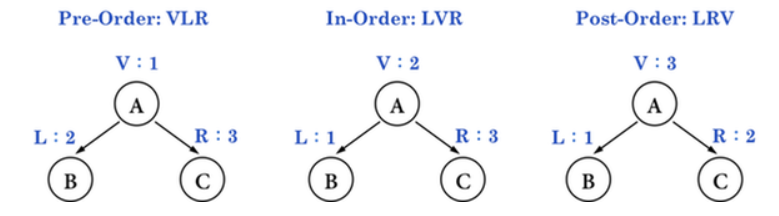 Pre-Order: VLR
In-Order: LVR
Post-Order: LRV
V : 1
V : 2
V : 3
A
A
A
L : 2
R : 3
L : 1
R : 3
L : 1
R : 2
B
C
B
C
B
C